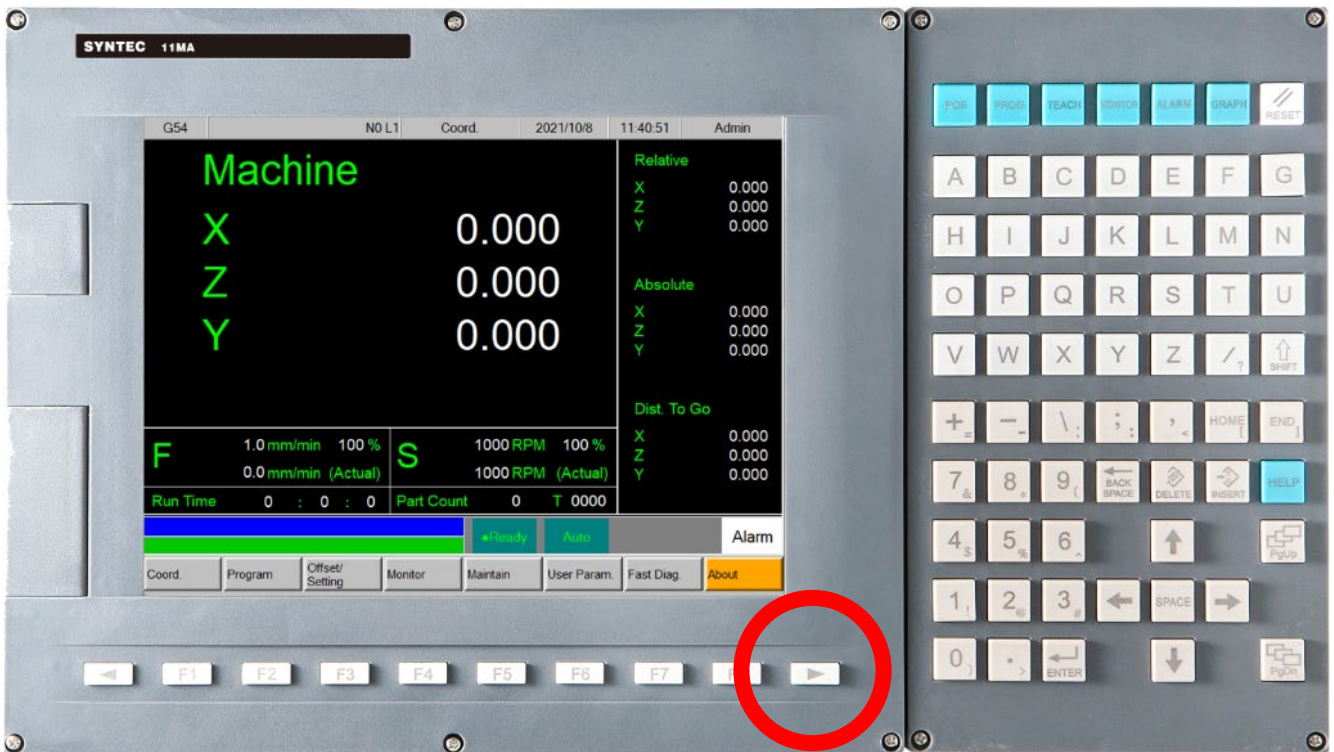 SYNTEC 11MA
G54 N0 L1 Coord. 2021/10/8 11:40:51 Admin
Machine
X 0.000
Z 0.000
Y 0.000
Relative
X 0.000
Z 0.000
Y 0.000
Absolute
X 0.000
Z 0.000
Y 0.000
Dist. To Go
X 0.000
Z 0.000
Y 0.000
F 1.0 mm/min 100 %
0.0 mm/min (Actual)
S 1000 RPM 100 %
1000 RPM (Actual)
Run Time 0 : 0 : 0 Part Count 0 T 0000
●Ready Auto Alarm
Coord. Program Offset/
Setting Monitor Maintain User Param. Fast Diag. About
F1 F2 F3 F4 F5 F6 F7
POS PROG TEACH MONITOR ALARM GRAPH RESET
A B C D E F G
H I J K L M N
O P Q R S T U
V W X Y Z / ? SHIFT
+ = - _ \ : ; : , < HOME [ END ]
7 & 8 * 9 ( BACK
SPACE DELETE INSERT HELP
4 $ 5 % 6 ^ PgUp
1 ! 2 @ 3 # SPACE
0 ) . > ENTER PgDn